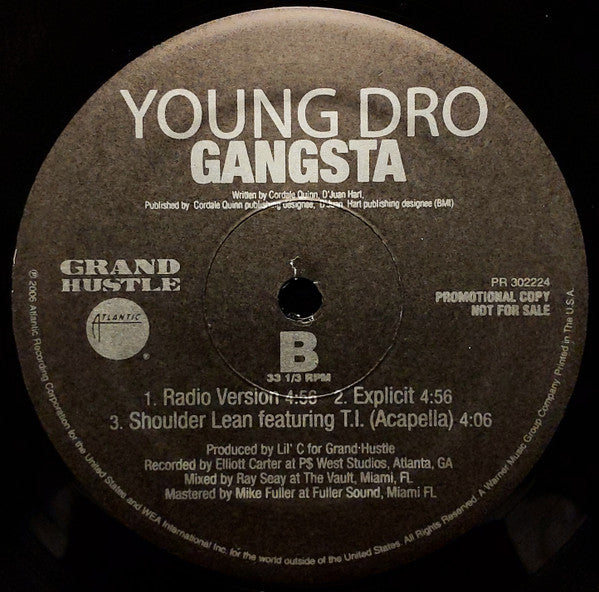 YOUNG DRO
GANGSTA
Written by Cordale Quinn, D'Juan Hart,
Published by Cordale Quinn publishing designee, D'Juan Hart publishing designee (BMI)
GRAND
HUSTLE
ATLANTIC
®
PR 302224
PROMOTIONAL COPY
NOT FOR SALE
B
33 1/3 RPM
1. Radio Version 4:56 2. Explicit 4:56
3. Shoulder Lean featuring T.I. (Acapella) 4:06
Produced by Lil' C for Grand-Hustle
Recorded by Elliott Carter at P$ West Studios, Atlanta, GA
Mixed by Ray Seay at The Vault, Miami, FL
Mastered by Mike Fuller at Fuller Sound, Miami FL
℗ 2006 Atlantic Recording Corporation for the United States and WEA International Inc. for the world outside of the United States. All Rights Reserved. A Warner Music Group Company Printed in The U.S.A.